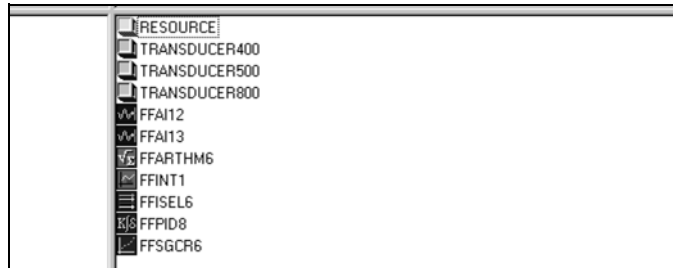 RESOURCE
TRANSDUCER400
TRANSDUCER500
TRANSDUCER800
FFAI12
FFAI13
FFARTHM6
FFINT1
FFISEL6
FFPID8
FFSGCR6